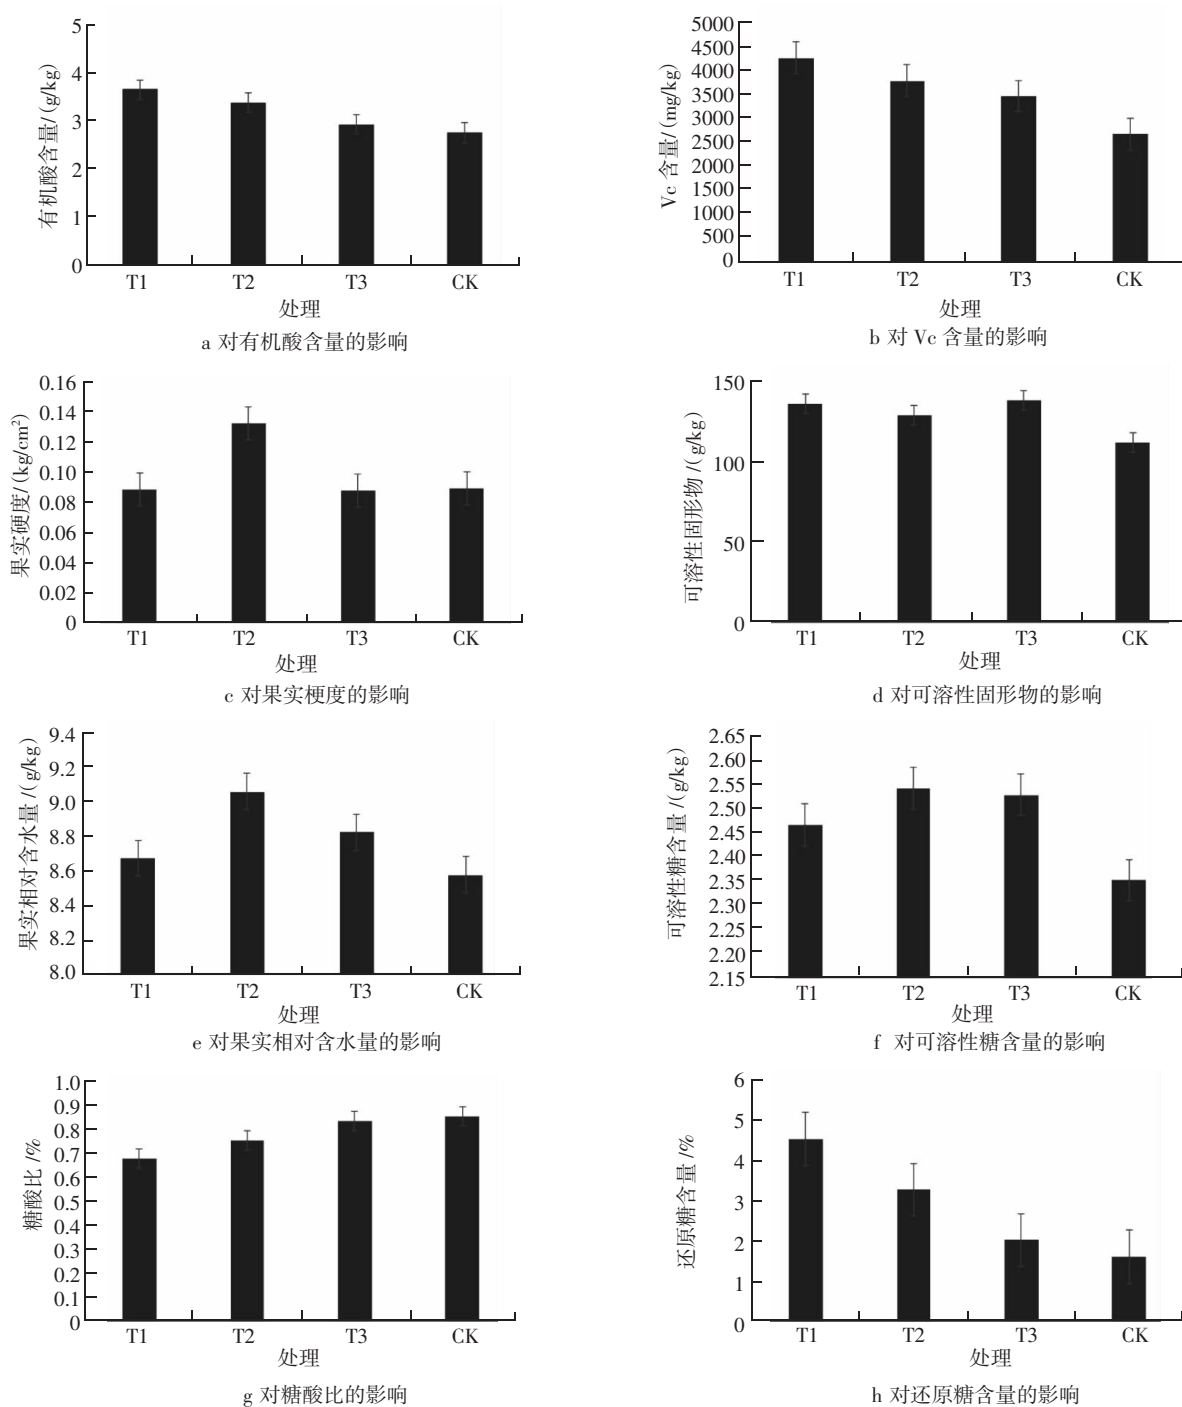 5
4
3
2
1
0
有机酸含量/(g/kg)
T1 T2 T3 CK
处理
a 对有机酸含量的影响
5000
4500
4000
3500
3000
2500
2000
1500
1000
500
0
Vc 含量/(mg/kg)
T1 T2 T3 CK
处理
b 对 Vc 含量的影响
0.16
0.14
0.12
0.10
0.08
0.06
0.04
0.02
0
果实硬度/(kg/cm²)
T1 T2 T3 CK
处理
c 对果实梗度的影响
150
100
50
0
可溶性固形物 /(g/kg)
T1 T2 T3 CK
处理
d 对可溶性固形物的影响
9.4
9.2
9.0
8.8
8.6
8.4
8.2
8.0
果实相对含水量 /(g/kg)
T1 T2 T3 CK
处理
e 对果实相对含水量的影响
2.65
2.60
2.55
2.50
2.45
2.40
2.35
2.30
2.25
2.20
2.15
可溶性糖含量 /(g/kg)
T1 T2 T3 CK
处理
f 对可溶性糖含量的影响
1.0
0.9
0.8
0.7
0.6
0.5
0.4
0.3
0.2
0.1
0
糖酸比 /%
T1 T2 T3 CK
处理
g 对糖酸比的影响
6
5
4
3
2
1
0
还原糖含量 /%
T1 T2 T3 CK
处理
h 对还原糖含量的影响